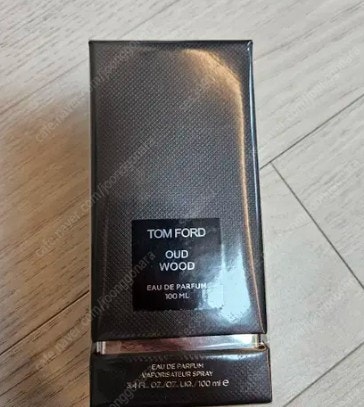 TOM FORD
OUD
WOOD
EAU DE PARFUM
100 ML
EAU DE PARFUM
VAPORISATEUR SPRAY
3.4 FL. OZ./OZ. LIQ./100 ml e